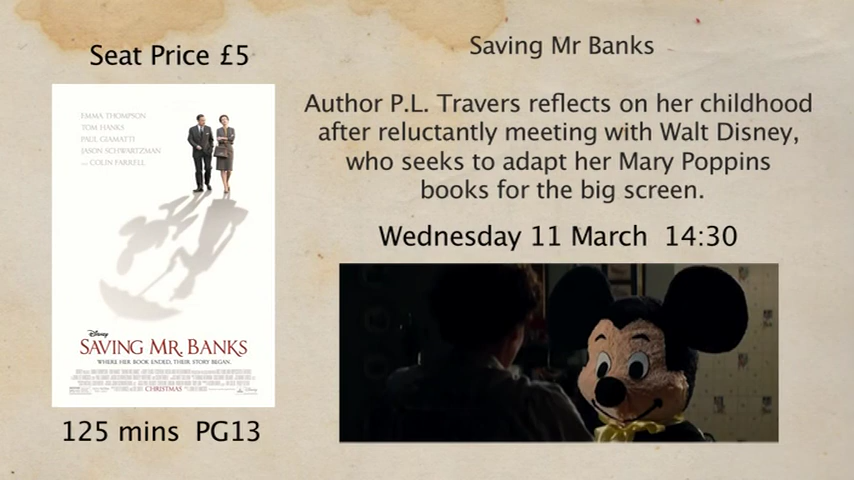 Seat Price £5
EMMA THOMPSON
TOM HANKS
PAUL GIAMATTI
JASON SCHWARTZMAN
AND COLIN FARRELL
Disney
SAVING MR. BANKS
WHERE HER BOOK ENDED, THEIR STORY BEGAN.
CHRISTMAS
125 mins PG13
Saving Mr Banks
Author P.L. Travers reflects on her childhood
after reluctantly meeting with Walt Disney,
who seeks to adapt her Mary Poppins
books for the big screen.
Wednesday 11 March 14:30